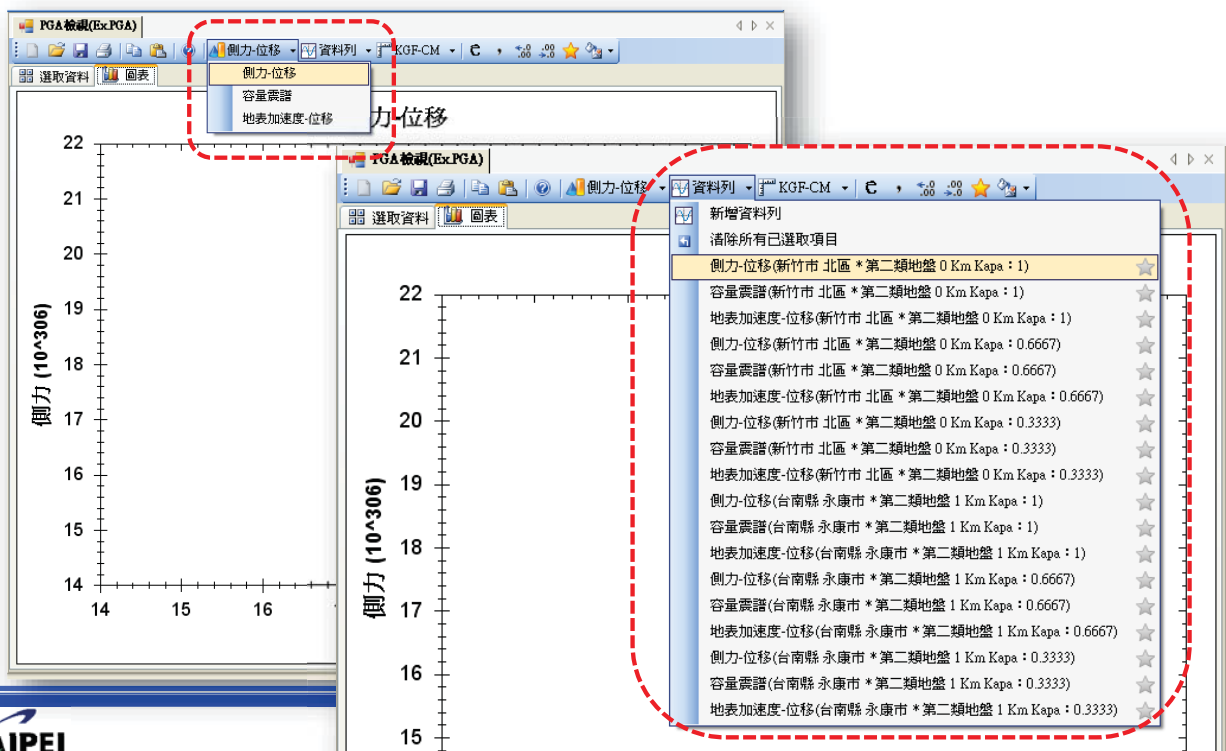 PGA檢視(Ex.PGA)
側力-位移 資料列 KGF-CM
選取資料 圖表
側力-位移
容量震譜
地表加速度-位移
力-位移
22
21
20
19
18
17
16
15
14
側力 (10^306)
14 15 16
PGA檢視(Ex.PGA)
側力-位移 資料列 KGF-CM
選取資料 圖表
新增資料列
清除所有已選取項目
側力-位移(新竹市 北區 *第二類地盤 0 Km Kapa：1)
容量震譜(新竹市 北區 *第二類地盤 0 Km Kapa：1)
地表加速度-位移(新竹市 北區 *第二類地盤 0 Km Kapa：1)
側力-位移(新竹市 北區 *第二類地盤 0 Km Kapa：0.6667)
容量震譜(新竹市 北區 *第二類地盤 0 Km Kapa：0.6667)
地表加速度-位移(新竹市 北區 *第二類地盤 0 Km Kapa：0.6667)
側力-位移(新竹市 北區 *第二類地盤 0 Km Kapa：0.3333)
容量震譜(新竹市 北區 *第二類地盤 0 Km Kapa：0.3333)
地表加速度-位移(新竹市 北區 *第二類地盤 0 Km Kapa：0.3333)
側力-位移(台南縣 永康市 *第二類地盤 1 Km Kapa：1)
容量震譜(台南縣 永康市 *第二類地盤 1 Km Kapa：1)
地表加速度-位移(台南縣 永康市 *第二類地盤 1 Km Kapa：1)
側力-位移(台南縣 永康市 *第二類地盤 1 Km Kapa：0.6667)
容量震譜(台南縣 永康市 *第二類地盤 1 Km Kapa：0.6667)
地表加速度-位移(台南縣 永康市 *第二類地盤 1 Km Kapa：0.6667)
側力-位移(台南縣 永康市 *第二類地盤 1 Km Kapa：0.3333)
容量震譜(台南縣 永康市 *第二類地盤 1 Km Kapa：0.3333)
地表加速度-位移(台南縣 永康市 *第二類地盤 1 Km Kapa：0.3333)
22
21
20
19
18
17
16
15
側力 (10^306)
AIPEI